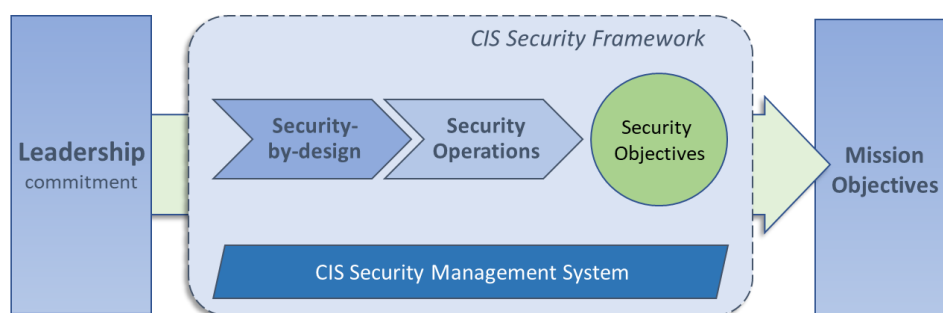 CIS Security Framework
Leadership
commitment
Security-
by-design
Security
Operations
Security
Objectives
Mission
Objectives
CIS Security Management System